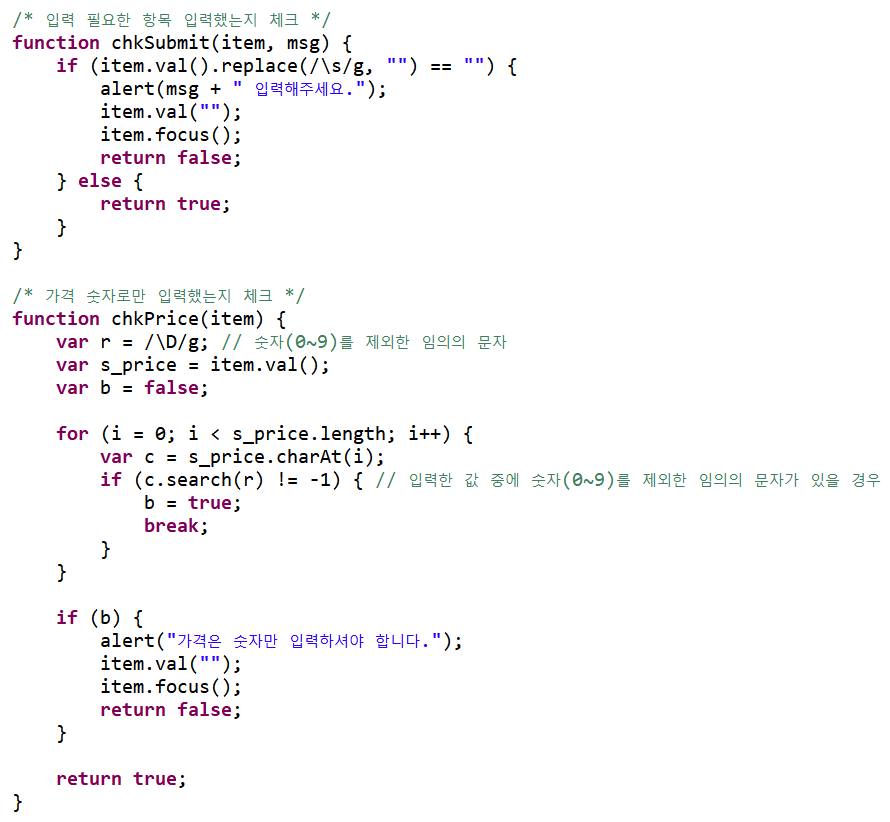 /* 입력 필요한 항목 입력했는지 체크 */
function chkSubmit(item, msg) {
    if (item.val().replace(/\s/g, "") == "") {
        alert(msg + " 입력해주세요.");
        item.val("");
        item.focus();
        return false;
    } else {
        return true;
    }
}

/* 가격 숫자로만 입력했는지 체크 */
function chkPrice(item) {
    var r = /\D/g; // 숫자(0~9)를 제외한 임의의 문자
    var s_price = item.val();
    var b = false;

    for (i = 0; i < s_price.length; i++) {
        var c = s_price.charAt(i);
        if (c.search(r) != -1) { // 입력한 값 중에 숫자(0~9)를 제외한 임의의 문자가 있을 경우
            b = true;
            break;
        }
    }

    if (b) {
        alert("가격은 숫자만 입력하셔야 합니다.");
        item.val("");
        item.focus();
        return false;
    }

    return true;
}